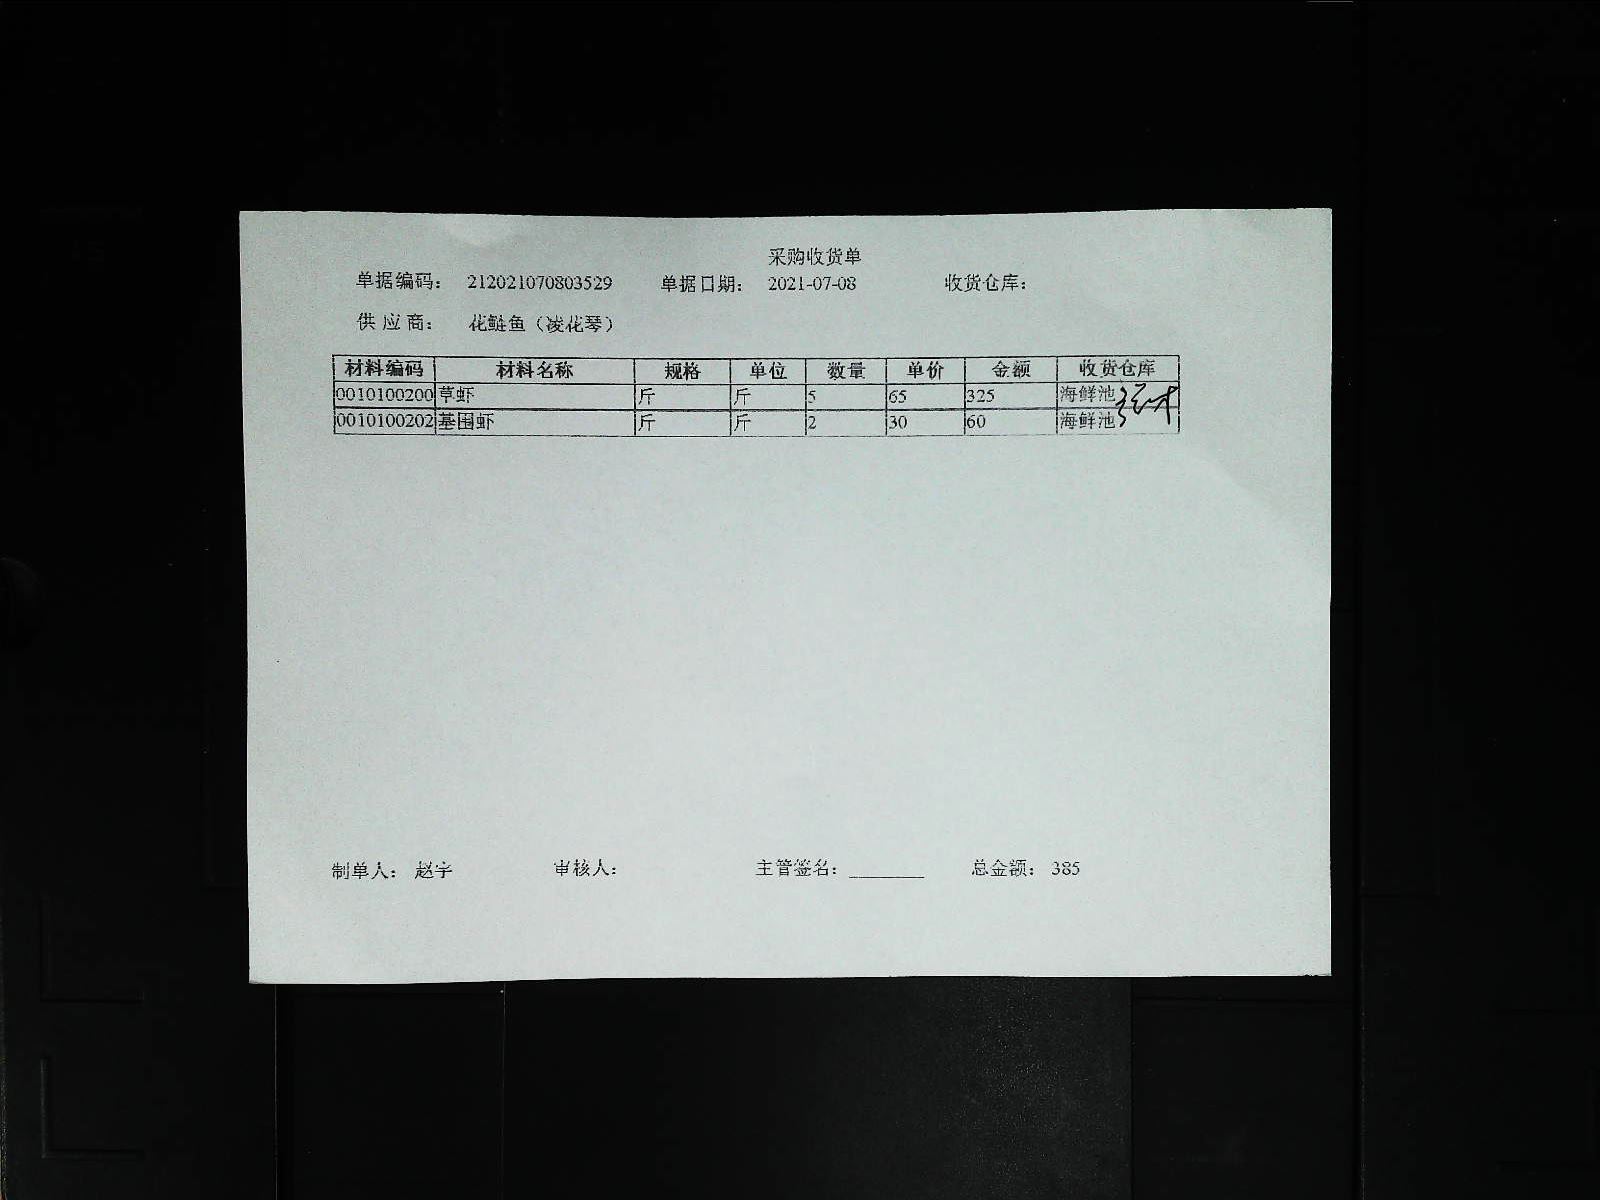 采购收货单
单据编码： 212021070803529 单据日期： 2021-07-08 收货仓库：
供应商： 花鲢鱼（凌花琴）
材料编码 材料名称 规格 单位 数量 单价 金额 收货仓库
0010100200 草虾 斤 斤 5 65 325 海鲜池
0010100202 基围虾 斤 斤 2 30 60 海鲜池
制单人： 赵宇 审核人： 主管签名：________ 总金额： 385